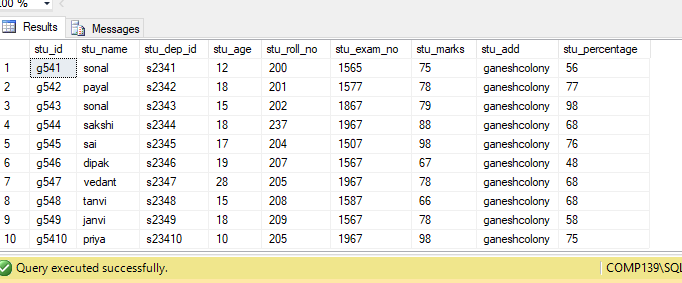 100 %
Results Messages
stu_id stu_name stu_dep_id stu_age stu_roll_no stu_exam_no stu_marks stu_add stu_percentage
1 g541 sonal s2341 12 200 1565 75 ganeshcolony 56
2 g542 payal s2342 18 201 1577 78 ganeshcolony 77
3 g543 sonal s2343 15 202 1867 79 ganeshcolony 98
4 g544 sakshi s2344 18 237 1967 88 ganeshcolony 68
5 g545 sai s2345 17 204 1507 98 ganeshcolony 76
6 g546 dipak s2346 19 207 1567 67 ganeshcolony 48
7 g547 vedant s2347 28 205 1967 78 ganeshcolony 68
8 g548 tanvi s2348 15 208 1587 66 ganeshcolony 68
9 g549 janvi s2349 18 209 1567 78 ganeshcolony 58
10 g5410 priya s23410 10 205 1967 98 ganeshcolony 75
Query executed successfully. COMP139\SQL